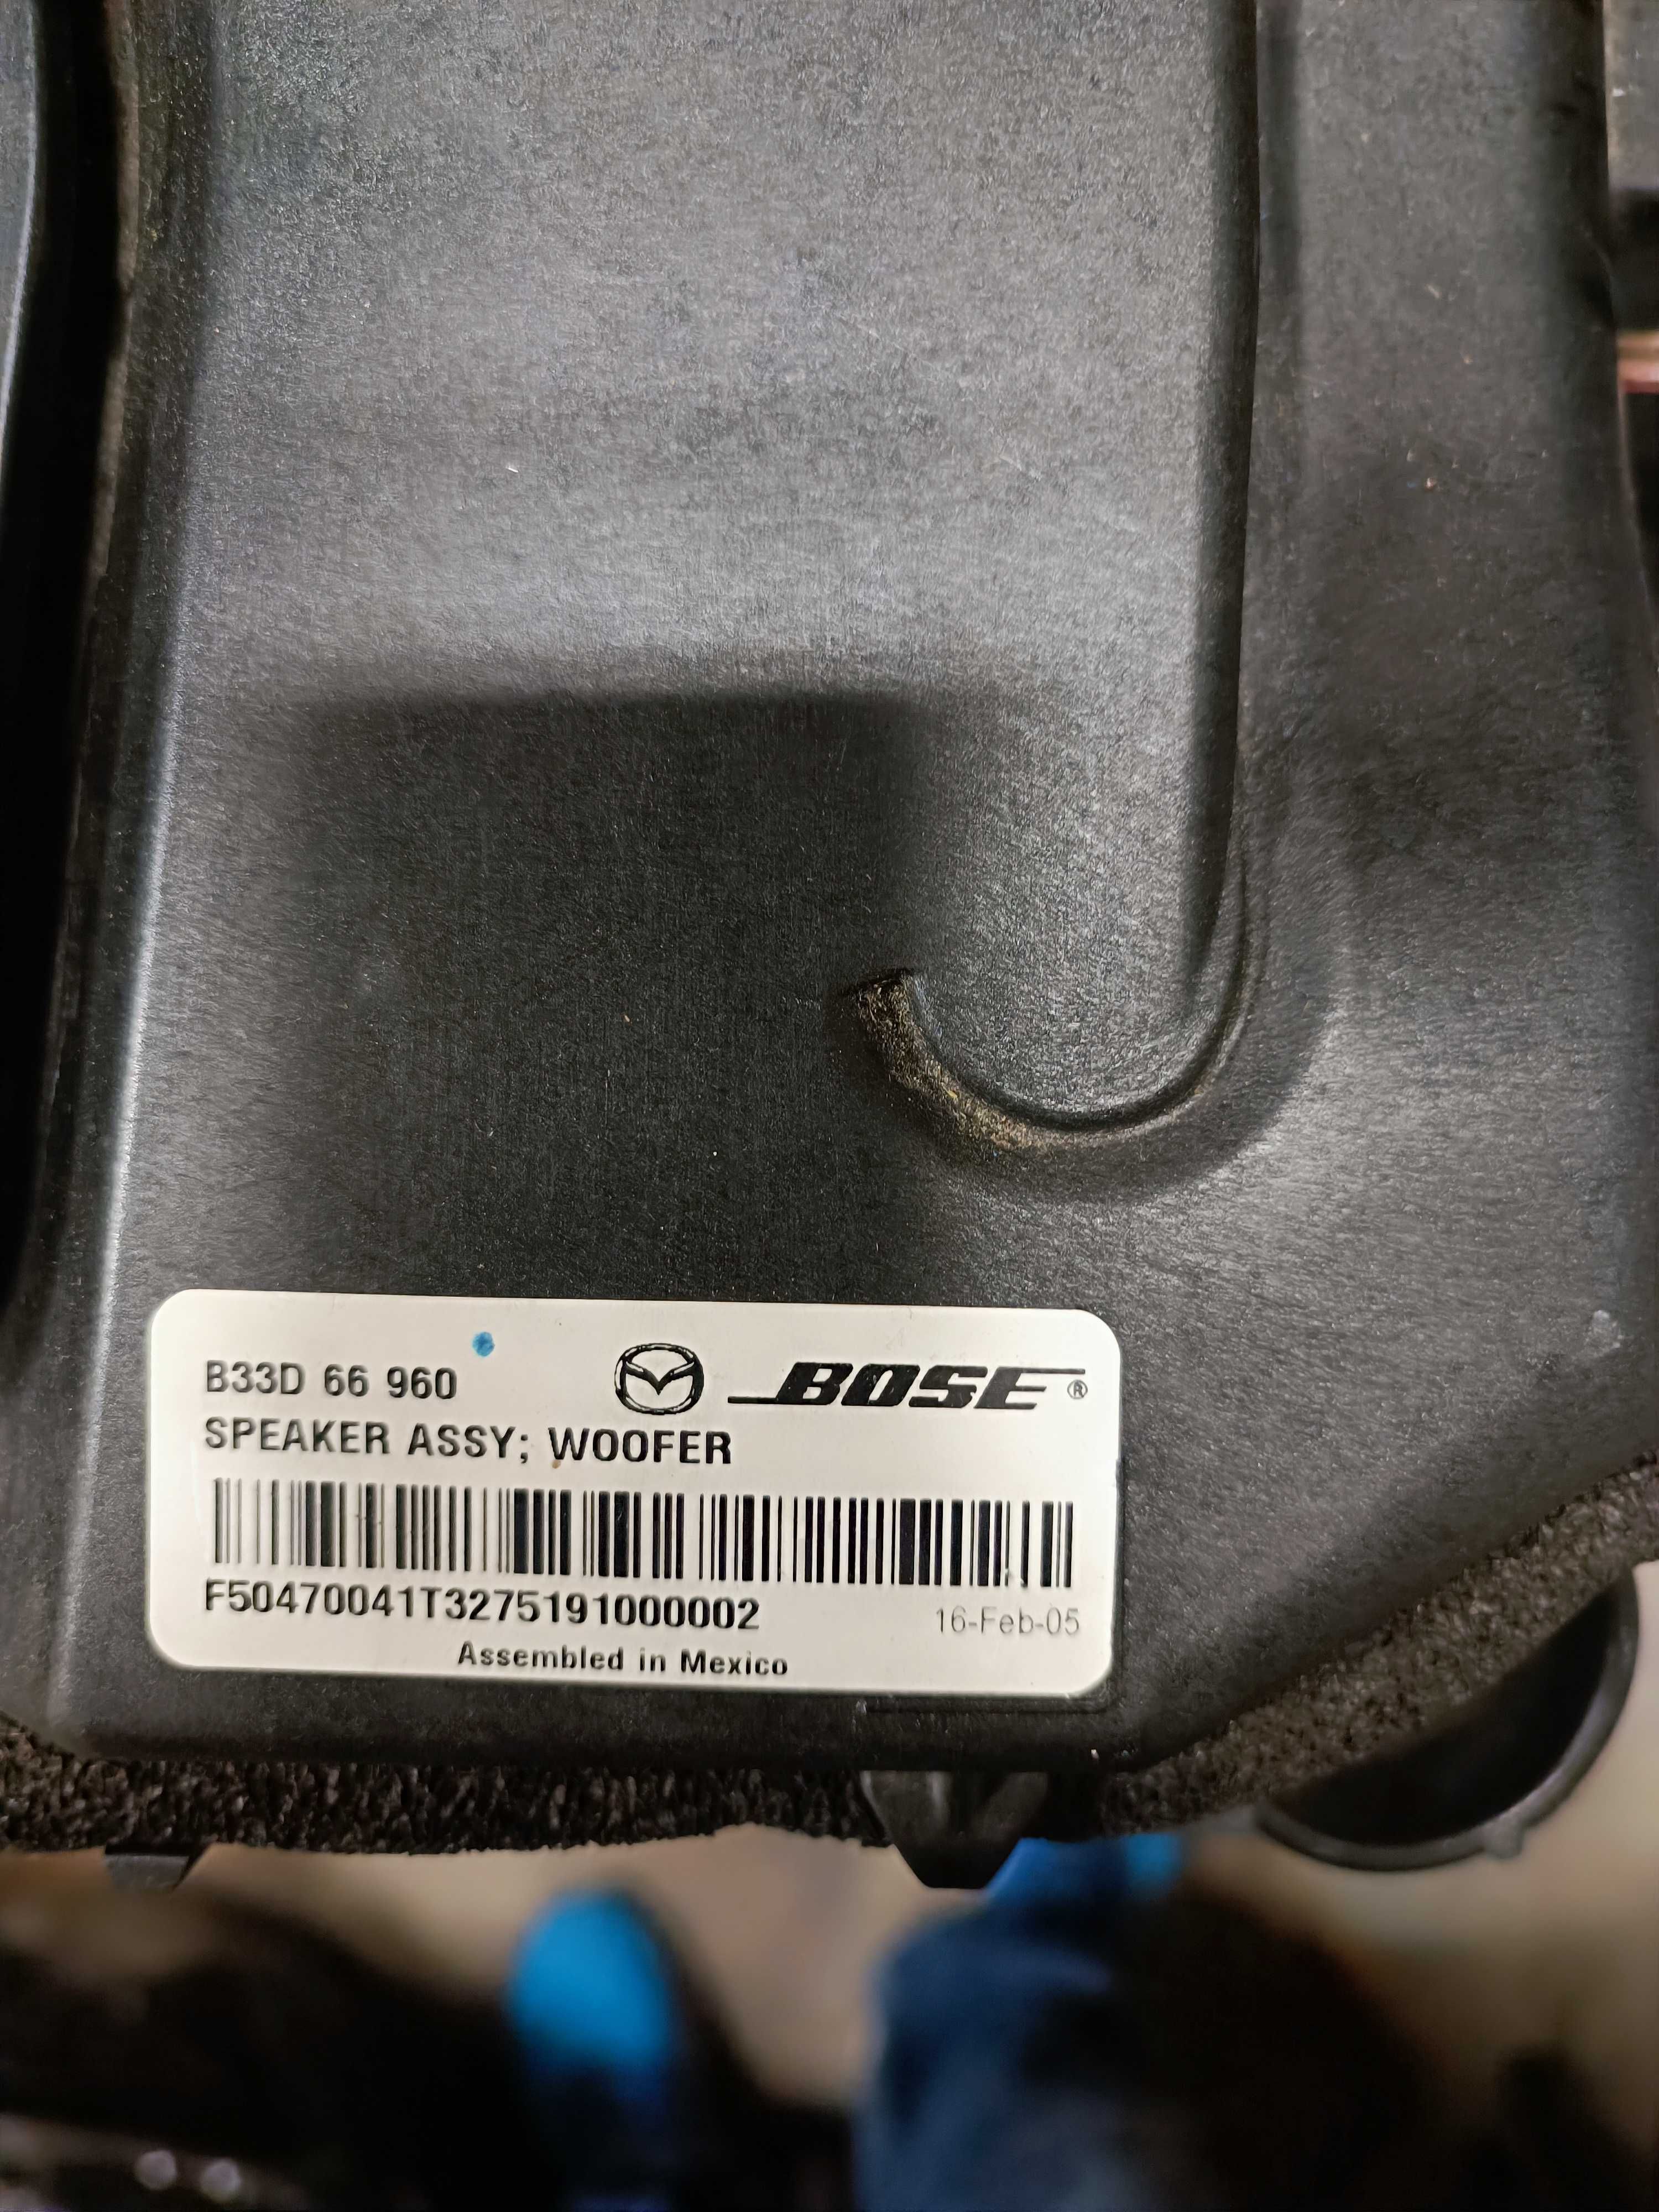 B33D 66 960
BOSE®
SPEAKER ASSY; WOOFER
F50470041T3275191000002
16-Feb-05
Assembled in Mexico